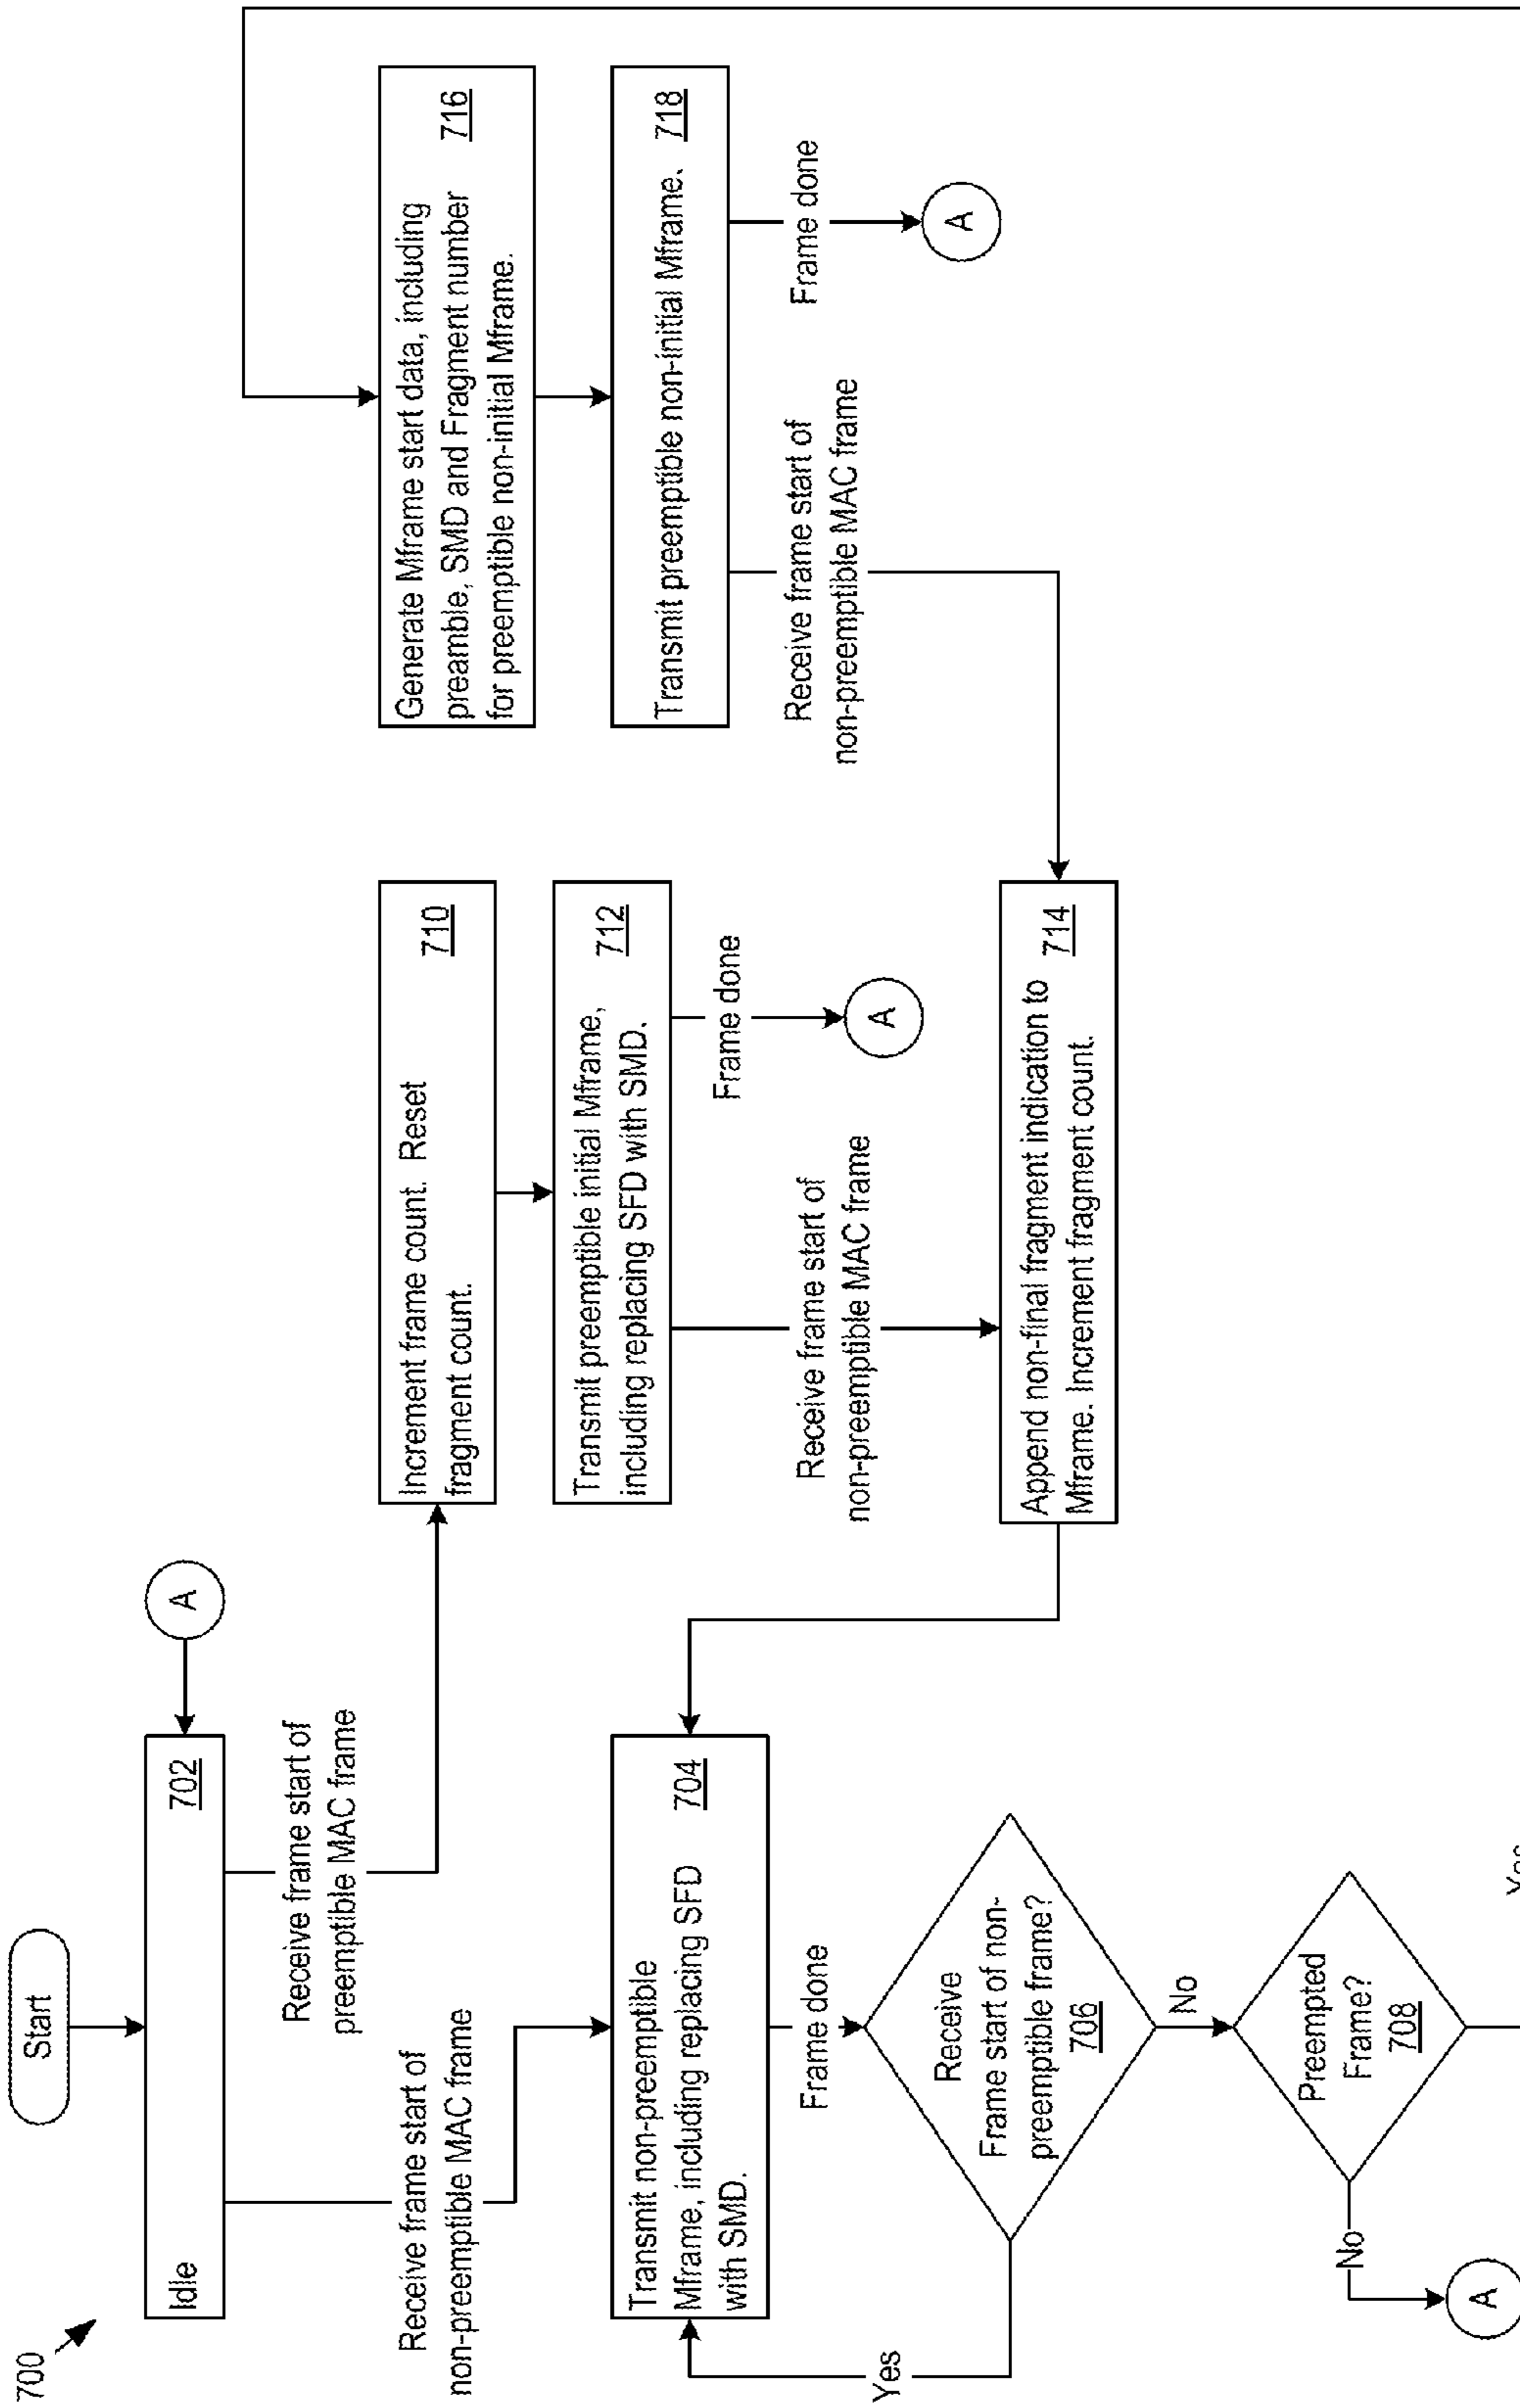 700
Start
Idle
702
A
Receive frame start of
non-preemptible MAC frame
Receive frame start of
preemptible MAC frame
Transmit non-preemptible
Mframe, including replacing SFD
with SMD.
704
Frame done
Receive
Frame start of non-
preemptible frame?
706
Yes
No
Preempted
Frame?
708
No
A
Yes
Increment frame count. Reset
fragment count.
710
Transmit preemptible initial Mframe,
including replacing SFD with SMD.
712
Receive frame start of
non-preemptible MAC frame
Frame done
A
Append non-final fragment indication to
Mframe. Increment fragment count.
714
Generate Mframe start data, including
preamble, SMD and Fragment number
for preemptible non-initial Mframe.
716
Transmit preemptible non-initial Mframe.
718
Receive frame start of
non-preemptible MAC frame
Frame done
A